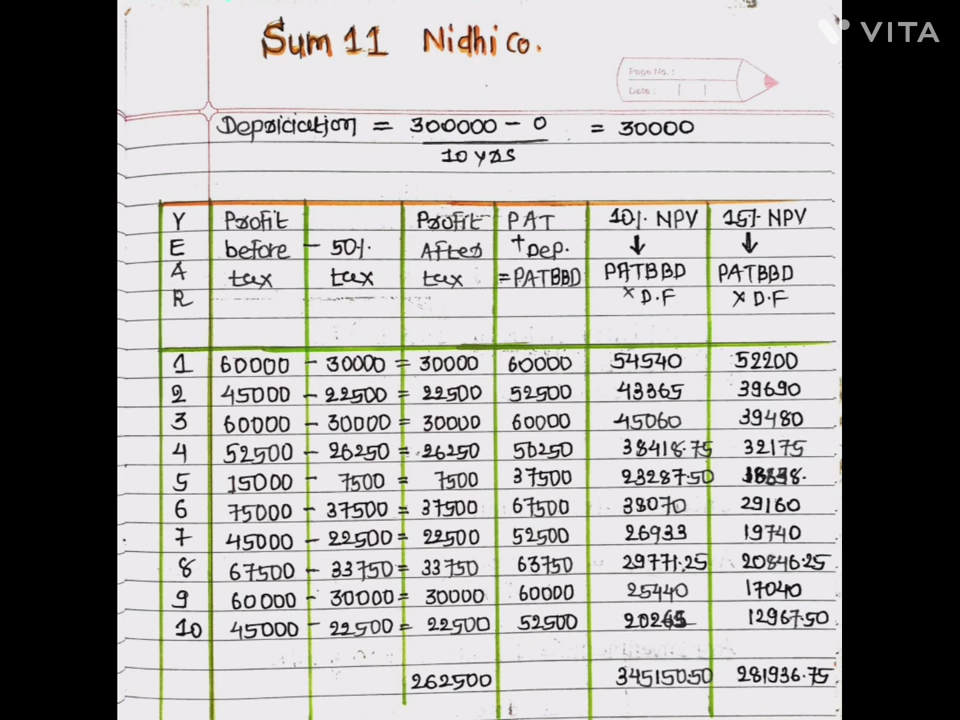 VITA
Sum 11 Nidhi Co.
Page No.:
Date:
Depriciation = 300000 - 0 = 30000
10 yrs
Y Profit Profit PAT 10%. NPV 15%. NPV
E before - 50%. After + Dep. ↓ ↓
A tax tax tax = PATBBD PATBBD PATBBD
R × D.F × D.F
1 60000 - 30000 = 30000 60000 54540 52200
2 45000 - 22500 = 22500 52500 43365 39690
3 60000 - 30000 = 30000 60000 45060 39480
4 52500 - 26250 = 26250 56250 38418.75 32175
5 15000 - 7500 = 7500 37500 23287.50
6 75000 - 37500 = 37500 67500 38070 29160
7 45000 - 22500 = 22500 52500 26933 19740
8 67500 - 33750 = 33750 63750 29771.25 20846.25
9 60000 - 30000 = 30000 60000 25440 17040
10 45000 - 22500 = 22500 52500 20265 12967.50
262500 345150.50 281936.75